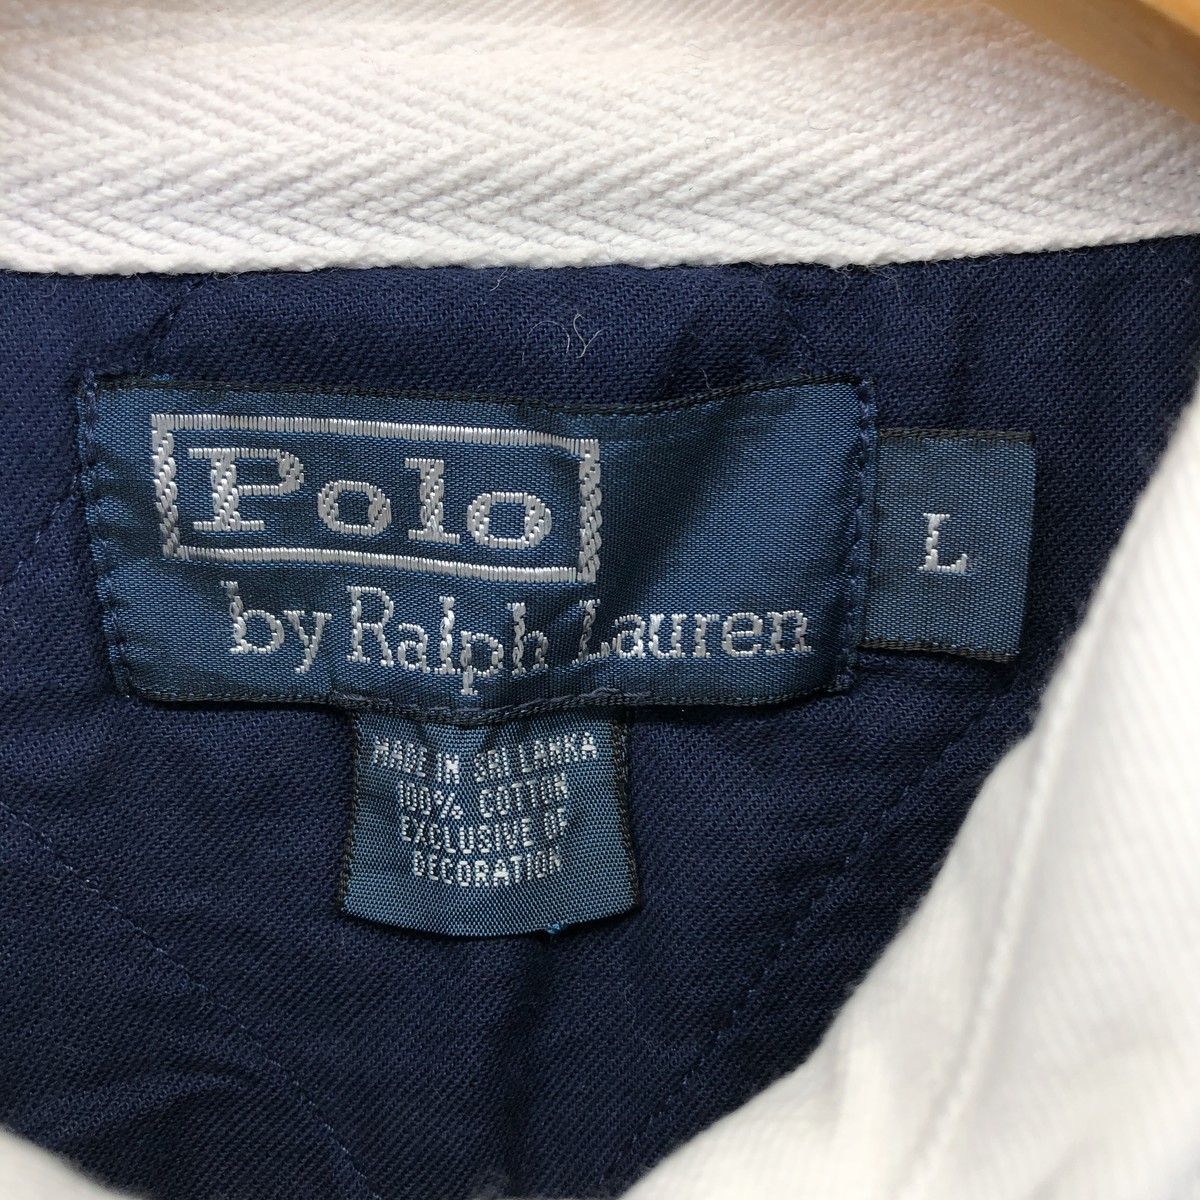 Polo
by Ralph Lauren
L
MADE IN SRI LANKA
100% COTTON
EXCLUSIVE OF
DECORATION